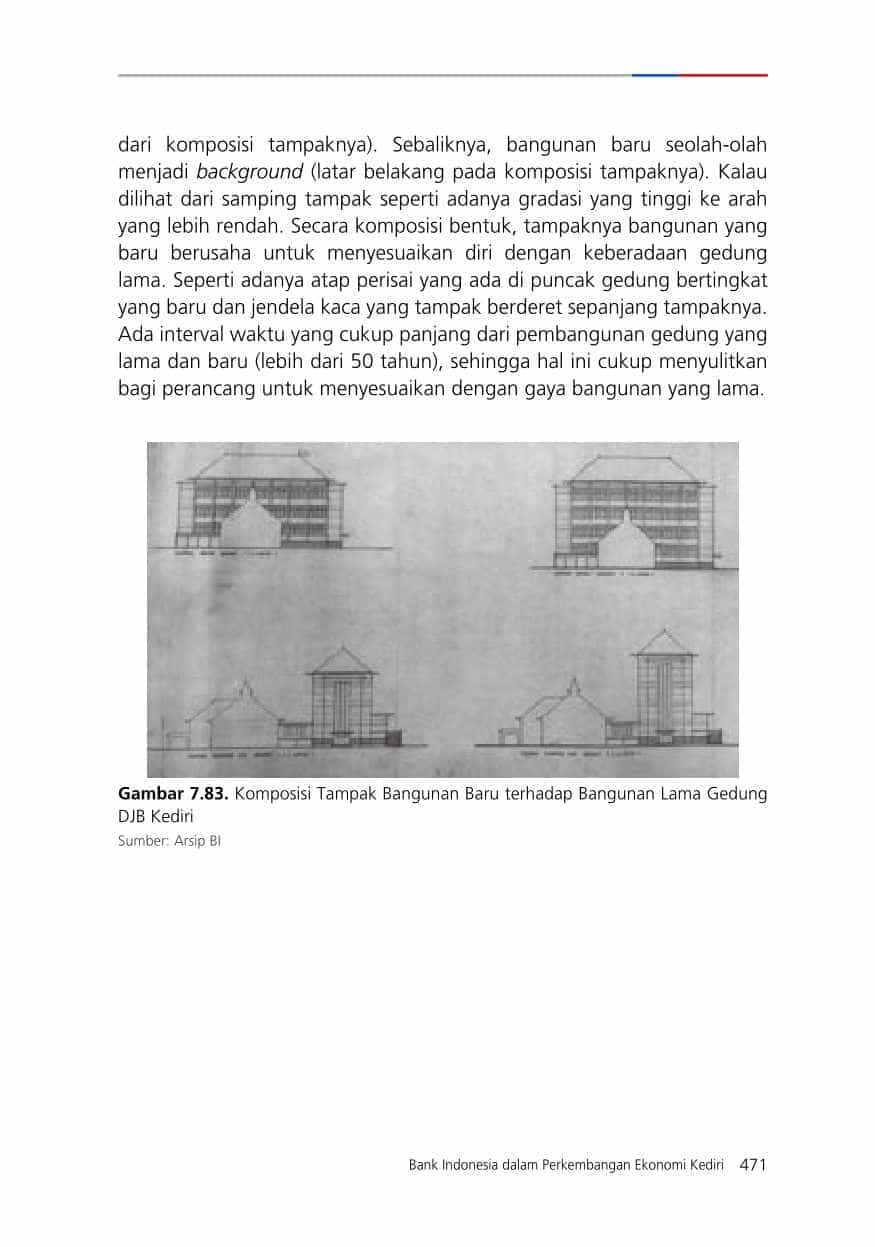 dari komposisi tampaknya). Sebaliknya, bangunan baru seolah-olah
menjadi background (latar belakang pada komposisi tampaknya). Kalau
dilihat dari samping tampak seperti adanya gradasi yang tinggi ke arah
yang lebih rendah. Secara komposisi bentuk, tampaknya bangunan yang
baru berusaha untuk menyesuaikan diri dengan keberadaan gedung
lama. Seperti adanya atap perisai yang ada di puncak gedung bertingkat
yang baru dan jendela kaca yang tampak berderet sepanjang tampaknya.
Ada interval waktu yang cukup panjang dari pembangunan gedung yang
lama dan baru (lebih dari 50 tahun), sehingga hal ini cukup menyulitkan
bagi perancang untuk menyesuaikan dengan gaya bangunan yang lama.
Gambar 7.83. Komposisi Tampak Bangunan Baru terhadap Bangunan Lama Gedung
DJB Kediri
Sumber: Arsip BI
Bank Indonesia dalam Perkembangan Ekonomi Kediri 471